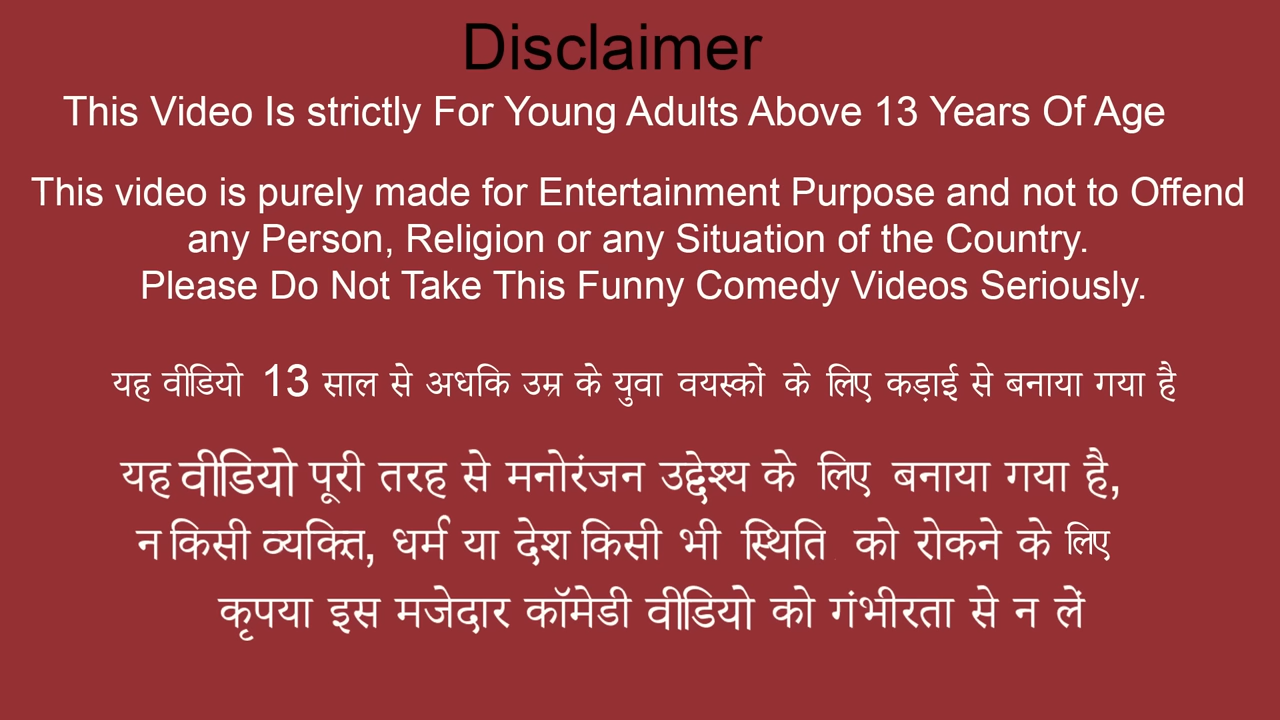 Disclaimer
This Video Is strictly For Young Adults Above 13 Years Of Age
This video is purely made for Entertainment Purpose and not to Offend
any Person, Religion or any Situation of the Country.
Please Do Not Take This Funny Comedy Videos Seriously.
यह वीडियो 13 साल से अधकि उम्र के युवा वयस्कों के लिए कड़ाई से बनाया गया है
यह वीडियो पूरी तरह से मनोरंजन उद्देश्य के लिए बनाया गया है,
न किसी व्यक्ति, धर्म या देश किसी भी स्थिति को रोकने के लिए
कृपया इस मजेदार कॉमेडी वीडियो को गंभीरता से न लें